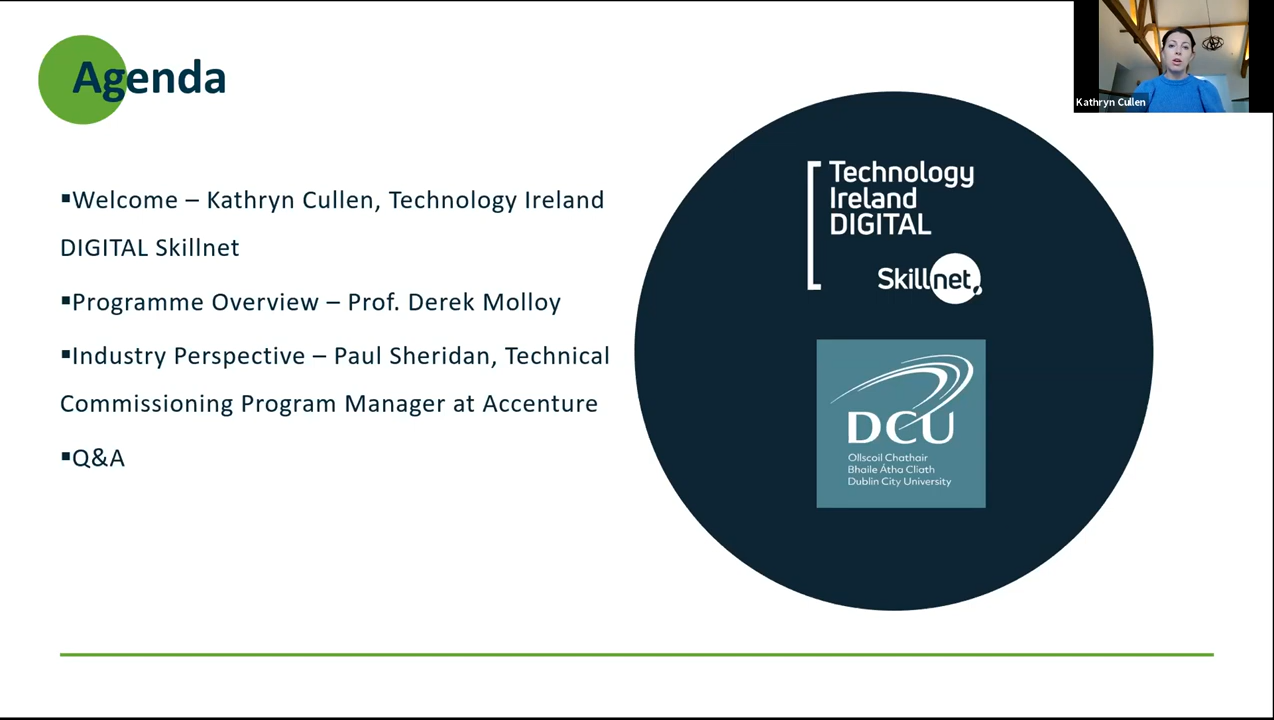 Agenda
▪Welcome – Kathryn Cullen, Technology Ireland
DIGITAL Skillnet
▪Programme Overview – Prof. Derek Molloy
▪Industry Perspective – Paul Sheridan, Technical
Commissioning Program Manager at Accenture
▪Q&A
Technology
Ireland
DIGITAL
Skillnet
DCU
Ollscoil Chathair
Bhaile Átha Cliath
Dublin City University
Kathryn Cullen